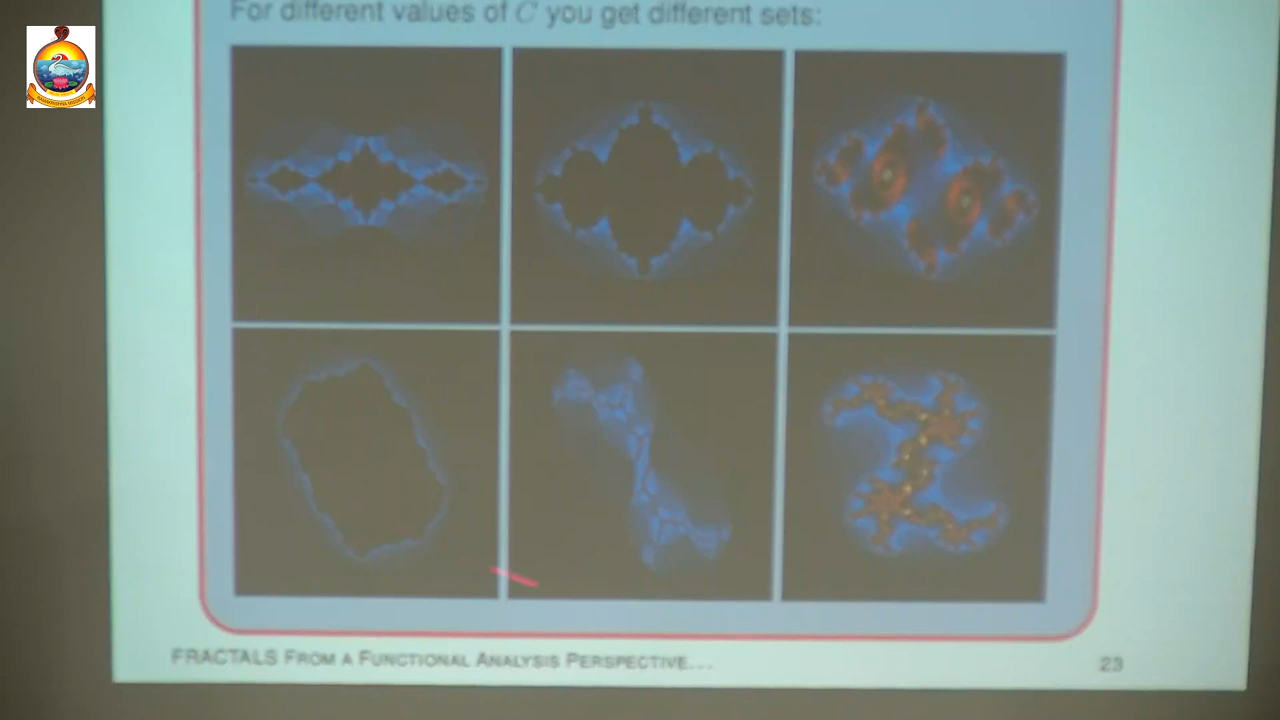 For different values of C you get different sets:
FRACTALS FROM A FUNCTIONAL ANALYSIS PERSPECTIVE...
23